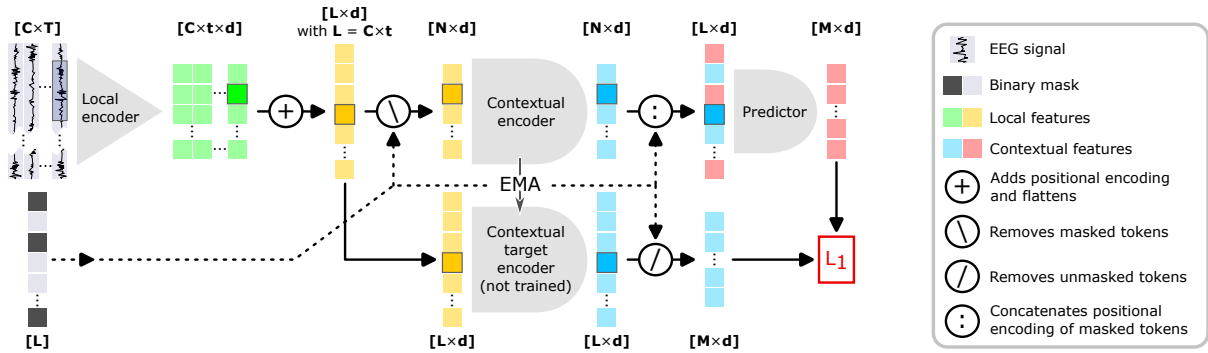 [C×T]
[C×t×d]
[L×d]
with L = C×t
[N×d]
[N×d]
[L×d]
[M×d]
Local
encoder
+
\
Contextual
encoder
:
Predictor
EMA
Contextual
target
encoder
(not trained)
/
L1
[L]
[L×d]
[L×d]
[M×d]
EEG signal
Binary mask
Local features
Contextual features
+ Adds positional encoding
and flattens
\ Removes masked tokens
/ Removes unmasked tokens
: Concatenates positional
encoding of masked tokens